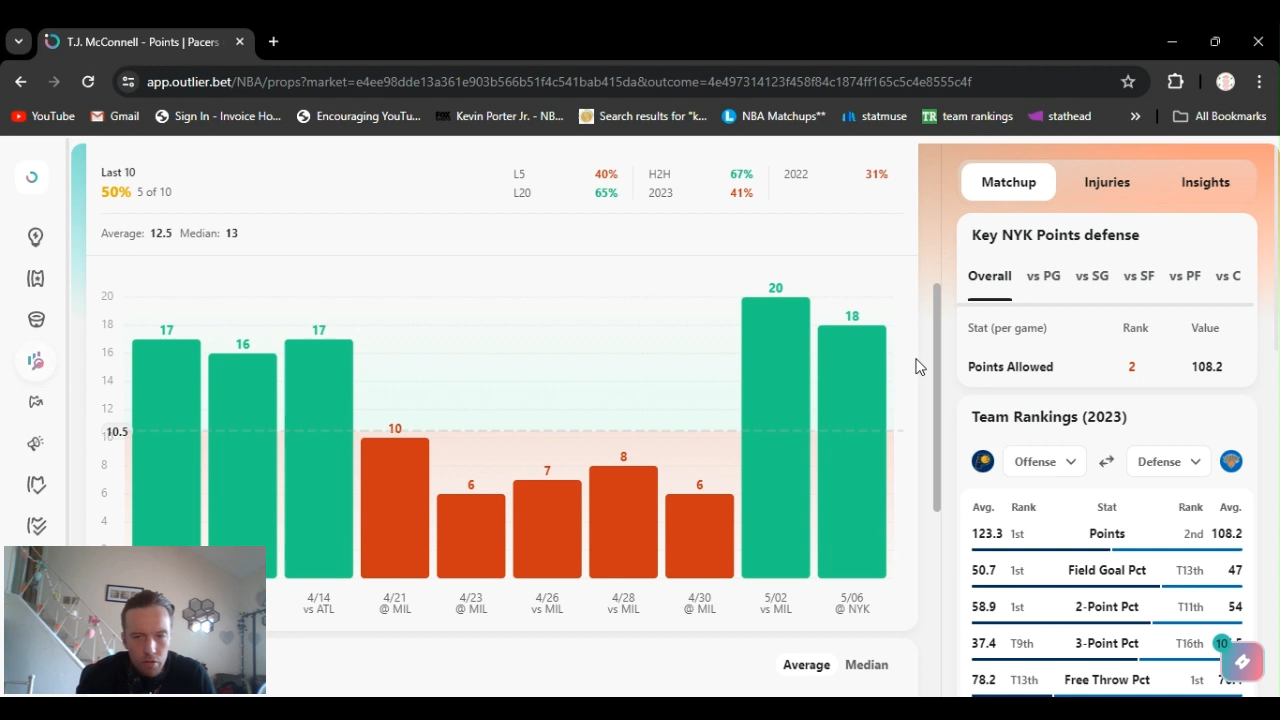 T.J. McConnell - Points | Pacers
app.outlier.bet/NBA/props?market=e4ee98dde13a361e903b566b51f4c541bab415da&outcome=4e497314123f458f84c1874ff165c5c4e8555c4f
YouTube Gmail Sign In - Invoice Ho... Encouraging YouTu... Kevin Porter Jr. - NB... Search results for "k... NBA Matchups** statmuse team rankings stathead » All Bookmarks
Last 10
50% 5 of 10
L5 40% H2H 67% 2022 31%
L20 65% 2023 41%
Average: 12.5 Median: 13
20
18
16
14
12
10.5
8
6
4
17
16
17
10
6
7
8
6
20
18
4/14 4/21 4/23 4/26 4/28 4/30 5/02 5/06
vs ATL @ MIL @ MIL vs MIL vs MIL @ MIL vs MIL @ NYK
Average Median
Matchup Injuries Insights
Key NYK Points defense
Overall vs PG vs SG vs SF vs PF vs C
Stat (per game) Rank Value
Points Allowed 2 108.2
Team Rankings (2023)
Offense Defense
Avg. Rank Stat Rank Avg.
123.3 1st Points 2nd 108.2
50.7 1st Field Goal Pct T13th 47
58.9 1st 2-Point Pct T11th 54
37.4 T9th 3-Point Pct T16th
78.2 T13th Free Throw Pct 1st